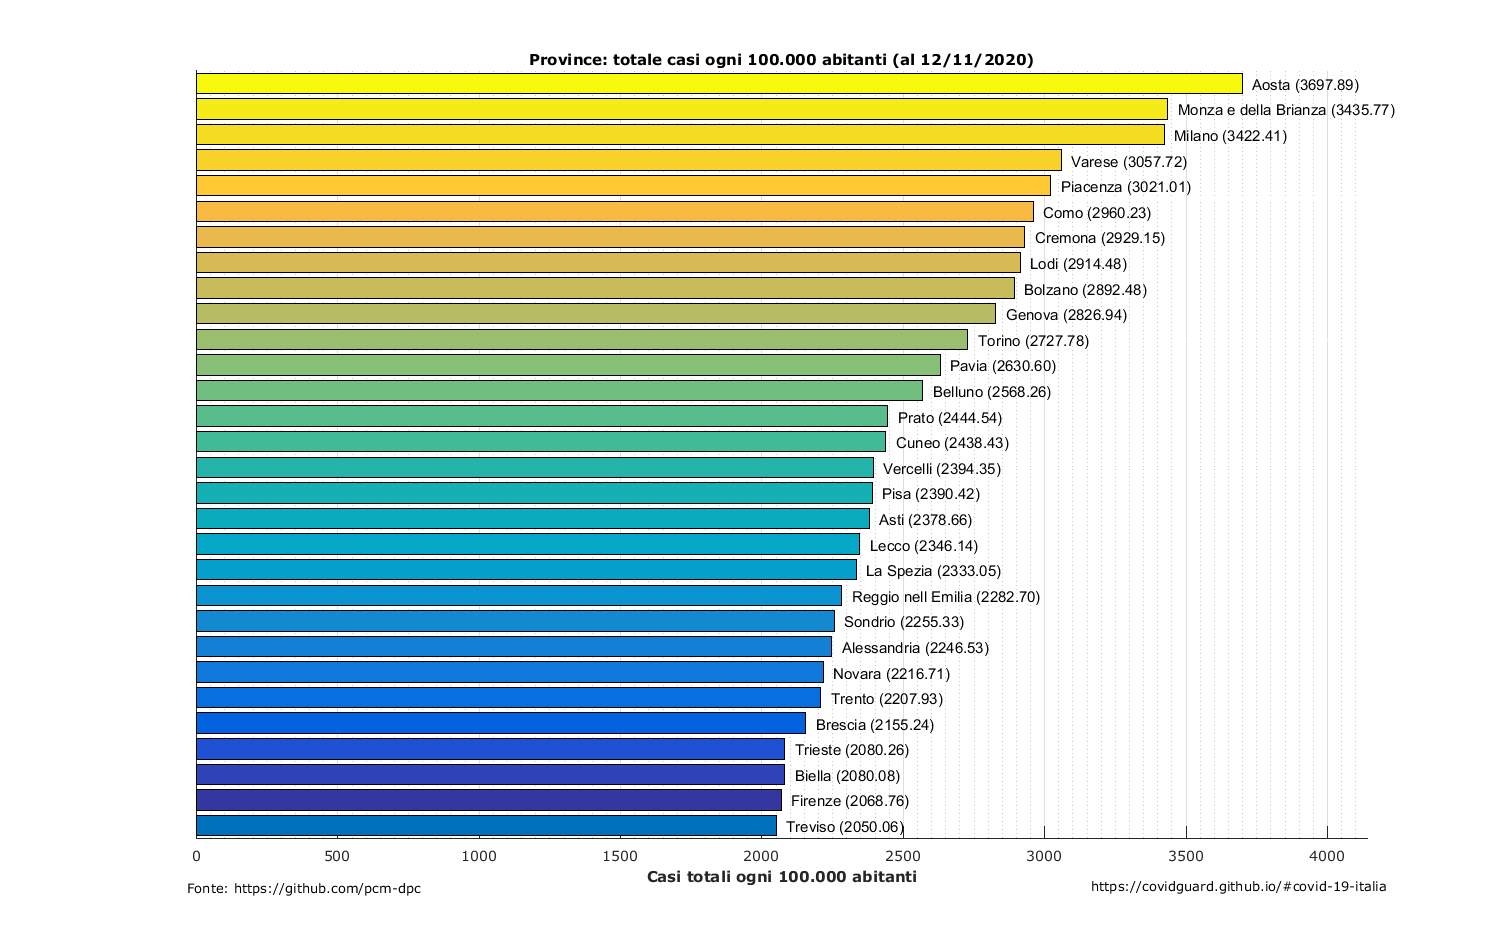 Province: totale casi ogni 100.000 abitanti (al 12/11/2020)
Aosta (3697.89)
Monza e della Brianza (3435.77)
Milano (3422.41)
Varese (3057.72)
Piacenza (3021.01)
Como (2960.23)
Cremona (2929.15)
Lodi (2914.48)
Bolzano (2892.48)
Genova (2826.94)
Torino (2727.78)
Pavia (2630.60)
Belluno (2568.26)
Prato (2444.54)
Cuneo (2438.43)
Vercelli (2394.35)
Pisa (2390.42)
Asti (2378.66)
Lecco (2346.14)
La Spezia (2333.05)
Reggio nell Emilia (2282.70)
Sondrio (2255.33)
Alessandria (2246.53)
Novara (2216.71)
Trento (2207.93)
Brescia (2155.24)
Trieste (2080.26)
Biella (2080.08)
Firenze (2068.76)
Treviso (2050.06)
0 500 1000 1500 2000 2500 3000 3500 4000
Casi totali ogni 100.000 abitanti
Fonte: https://github.com/pcm-dpc
https://covidguard.github.io/#covid-19-italia